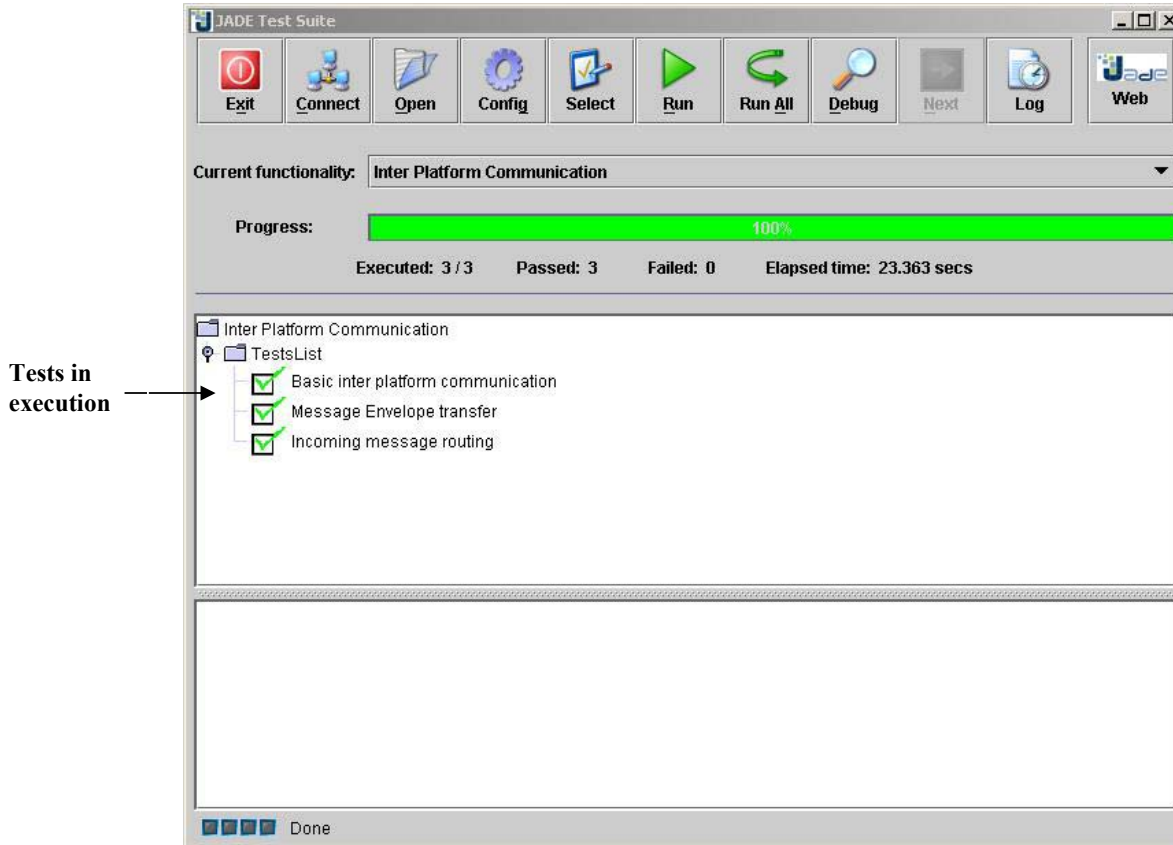 JADE Test Suite
Exit Connect Open Config Select Run Run All Debug Next Log Jade Web
Current functionality: Inter Platform Communication
Progress: 100%
Executed: 3 / 3 Passed: 3 Failed: 0 Elapsed time: 23.363 secs
Inter Platform Communication
TestsList
Tests in
execution
Basic inter platform communication
Message Envelope transfer
Incoming message routing
Done